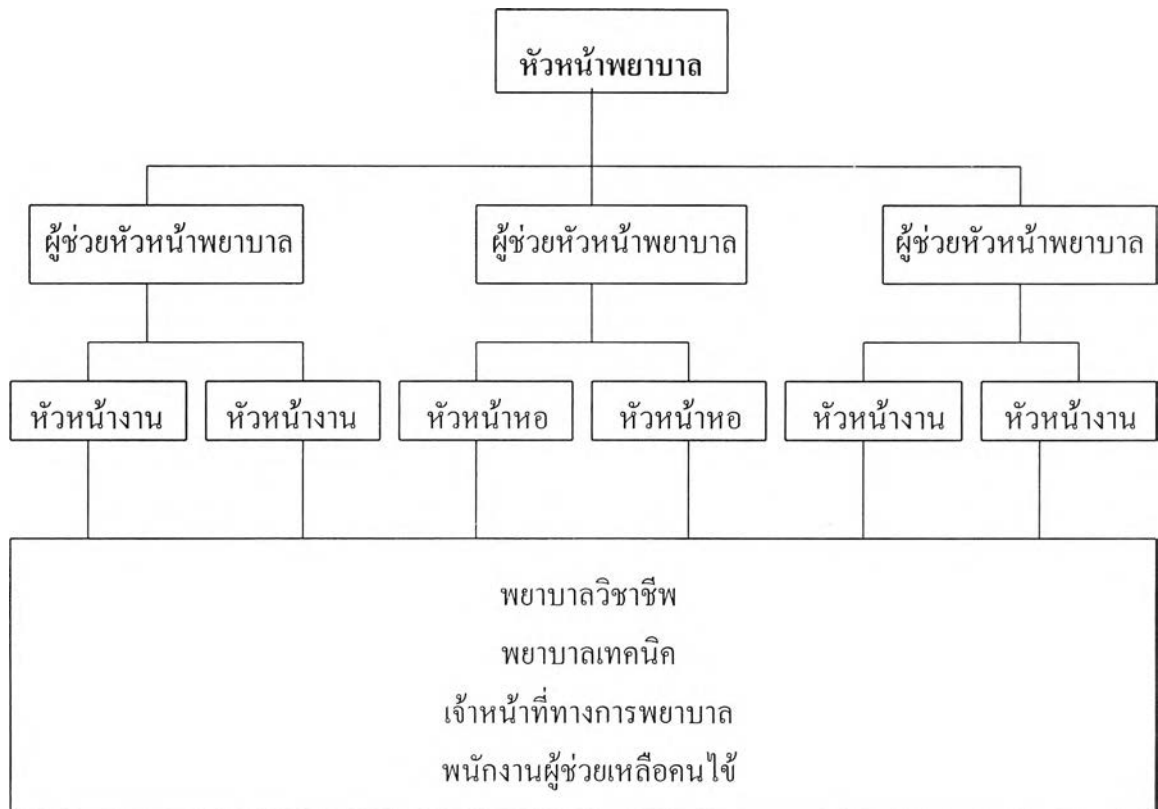 หัวหน้าพยาบาล
ผู้ช่วยหัวหน้าพยาบาล ผู้ช่วยหัวหน้าพยาบาล ผู้ช่วยหัวหน้าพยาบาล
หัวหน้างาน หัวหน้างาน หัวหน้าหอ หัวหน้าหอ หัวหน้างาน หัวหน้างาน
พยาบาลวิชาชีพ
พยาบาลเทคนิค
เจ้าหน้าที่ทางการพยาบาล
พนักงานผู้ช่วยเหลือคนไข้